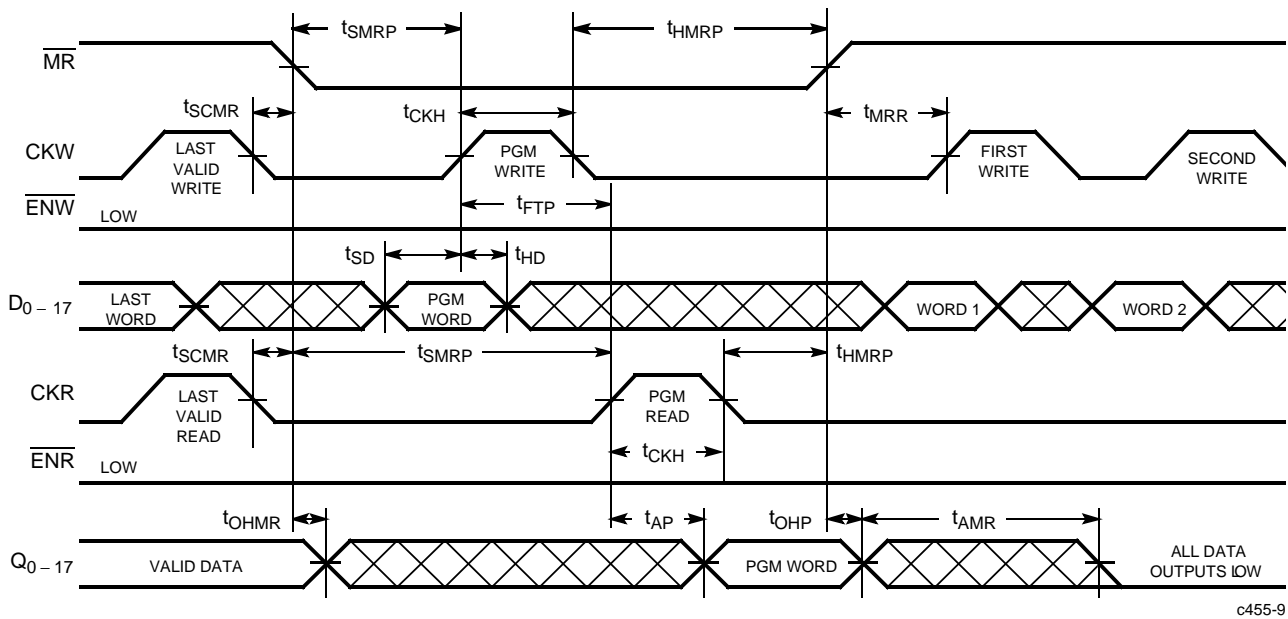 tSMRP
tHMRP
MR
tSCMR
tCKH
tMRR
CKW
LAST
VALID
WRITE
PGM
WRITE
FIRST
WRITE
SECOND
WRITE
ENW
LOW
tFTP
tSD
tHD
D0 – 17
LAST
WORD
PGM
WORD
WORD 1
WORD 2
tSCMR
tSMRP
tHMRP
CKR
LAST
VALID
READ
PGM
READ
ENR
LOW
tCKH
tOHMR
tAP
tOHP
tAMR
Q0 – 17
VALID DATA
PGM WORD
ALL DATA
OUTPUTS LOW
c455-9